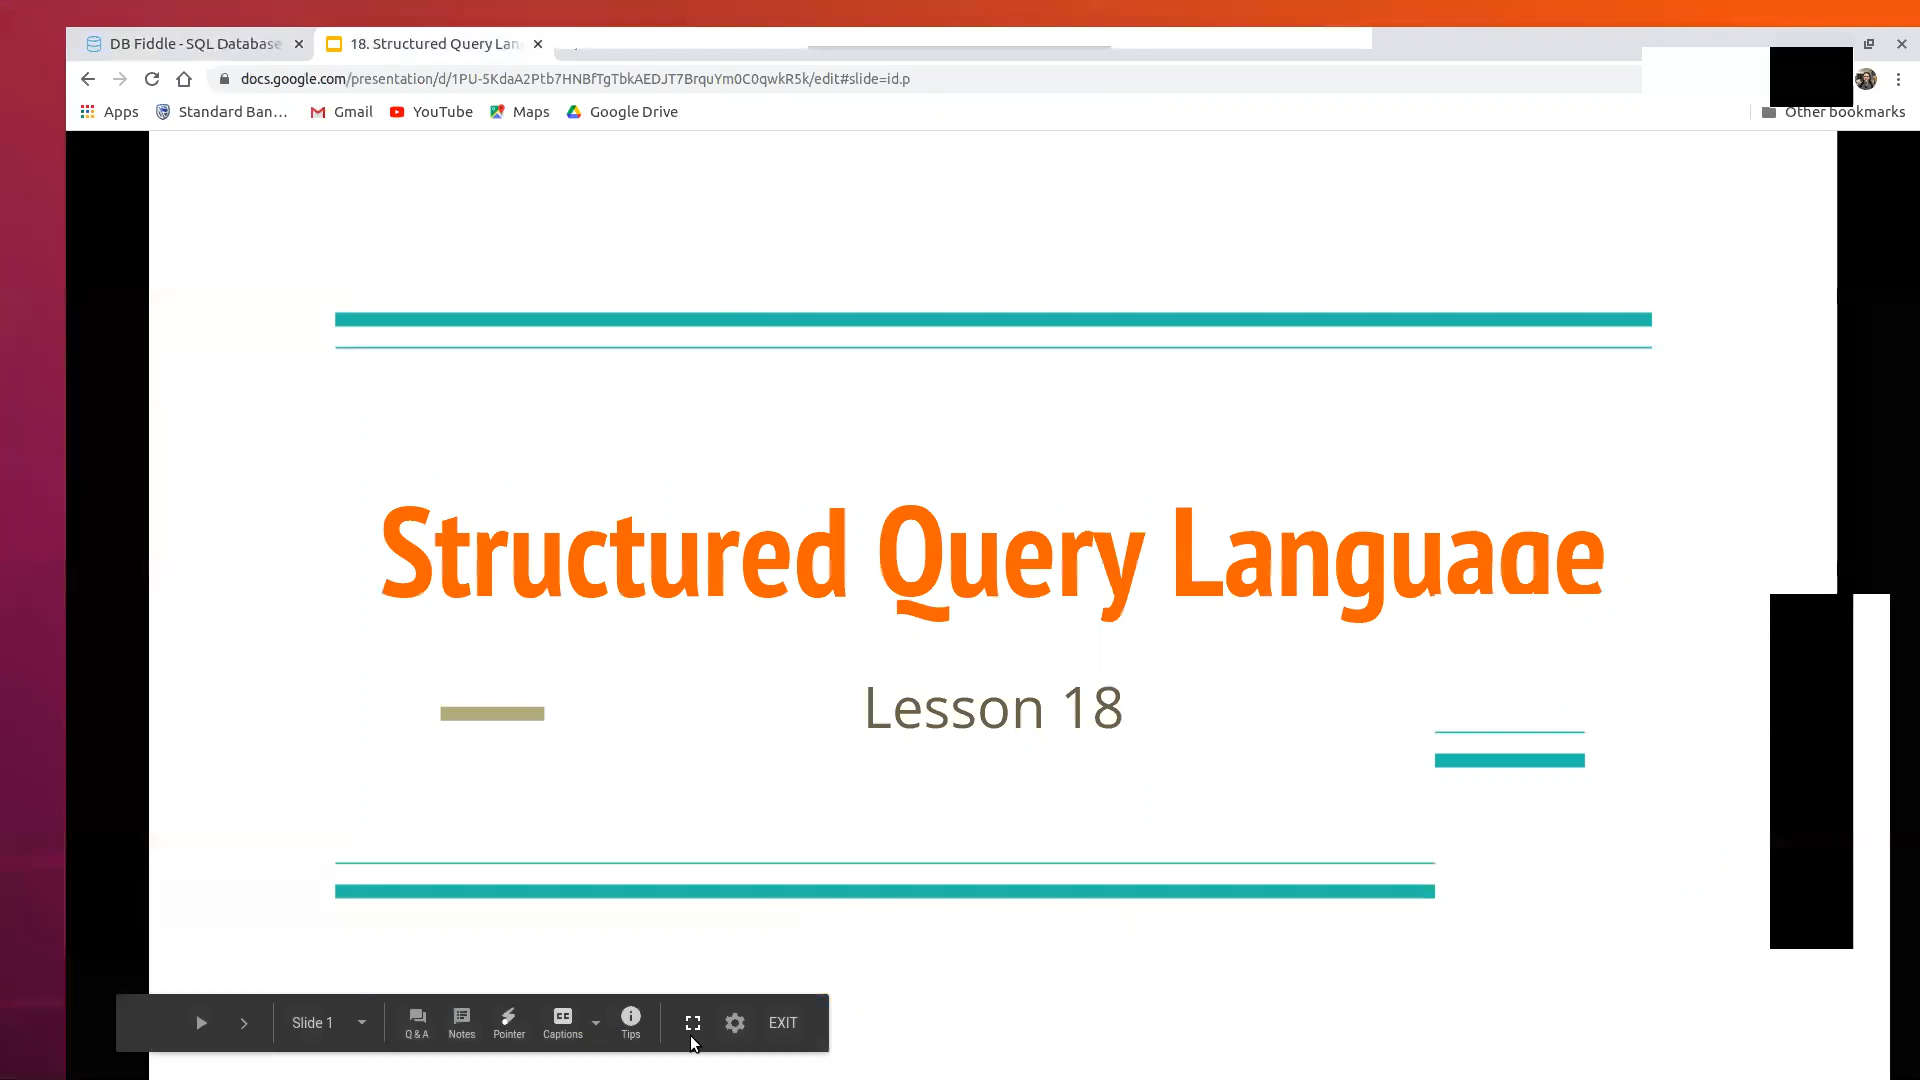 DB Fiddle - SQL Database
18. Structured Query Lan
docs.google.com/presentation/d/1PU-5KdaA2Ptb7HNBfTgTbkAEDJT7BrquYm0C0qwkR5k/edit#slide=id.p
Apps
Standard Ban...
Gmail
YouTube
Maps
Google Drive
Other bookmarks
Structured Query Language
Lesson 18
Slide 1
Q & A
Notes
Pointer
CC
Captions
Tips
EXIT